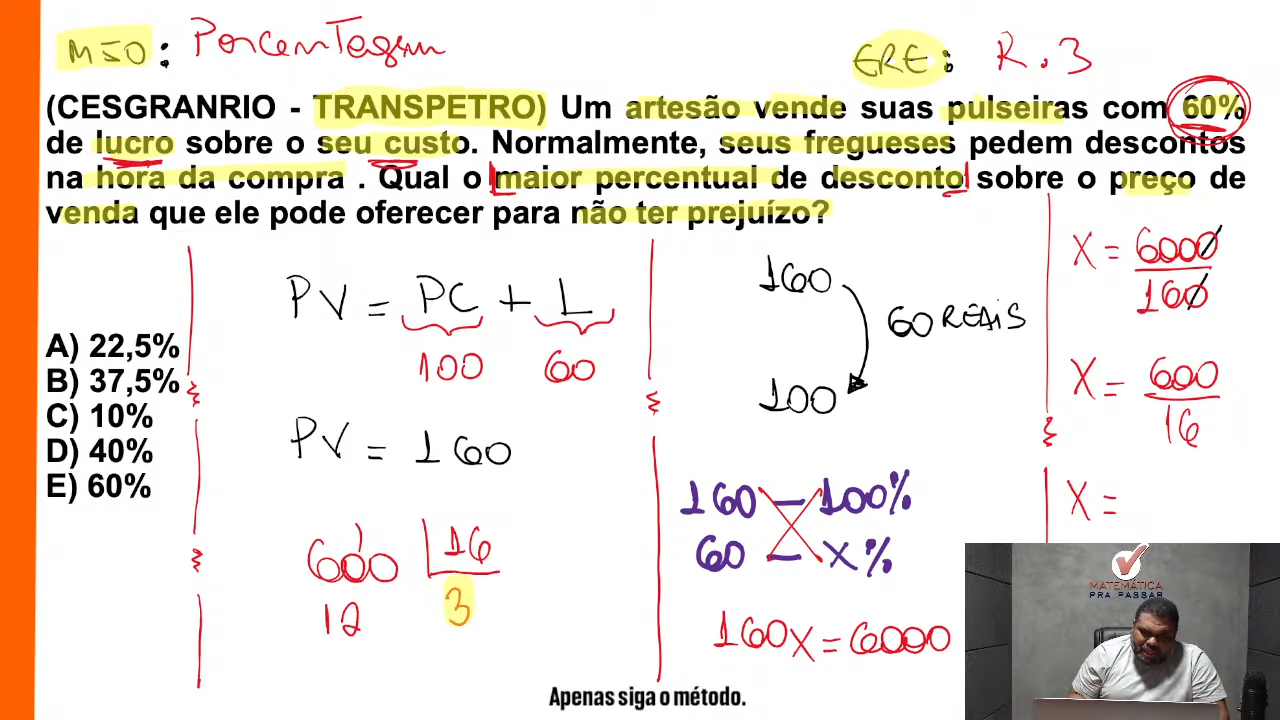 MÉTODO: Porcentagem
ERE: R.3
(CESGRANRIO - TRANSPETRO) Um artesão vende suas pulseiras com 60%
de lucro sobre o seu custo. Normalmente, seus fregueses pedem descontos
na hora da compra . Qual o maior percentual de desconto sobre o preço de
venda que ele pode oferecer para não ter prejuízo?
A) 22,5%
B) 37,5%
C) 10%
D) 40%
E) 60%
PV = PC + L
100 60
PV = 160
600 16
12 3
160
60 REAIS
100
160 — 100%
60 — X%
160X = 6000
X = 6000
160
X = 600
16
X =
MATEMÁTICA
PRA PASSAR
Apenas siga o método.